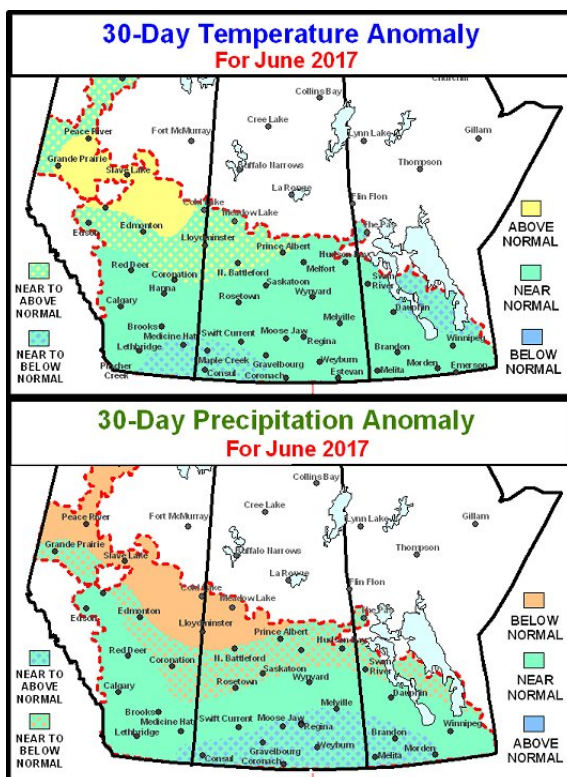 30-Day Temperature Anomaly
For June 2017
Churchill
Collins Bay
Peace River
Fort McMurray
Cree Lake
Lynn Lake
Gillam
Grande Prairie
Slave Lake
Buffalo Narrows
Thompson
La Ronge
Flin Flon
Cold Lake
Meadow Lake
Edson
Edmonton
Lloydminster
The Pas
Prince Albert
Hudson Bay
Red Deer
Coronation
N. Battleford
Melfort
Swan
River
Hanna
Saskatoon
Calgary
Rosetown
Wynyard
Dauphin
Brooks
Melville
Medicine Hat
Swift Current
Moose Jaw
Regina
Winnipeg
Lethbridge
Maple Creek
Gravelbourg
Weyburn
Brandon
Morden
Pincher
Creek
Consul
Coronach
Estevan
Melita
Emerson
NEAR TO
ABOVE
NORMAL
NEAR TO
BELOW
NORMAL
ABOVE
NORMAL
NEAR
NORMAL
BELOW
NORMAL
30-Day Precipitation Anomaly
For June 2017
Collins Bay
Peace River
Fort McMurray
Cree Lake
Lynn Lake
Gillam
Grande Prairie
Slave Lake
Buffalo Narrows
Thompson
La Ronge
Flin Flon
Cold Lake
Meadow Lake
Edson
Edmonton
Lloydminster
The Pas
Prince Albert
Hudson Bay
Red Deer
Coronation
N. Battleford
Swan
River
Saskatoon
Calgary
Rosetown
Wynyard
Dauphin
Brooks
Melville
Medicine Hat
Swift Current
Moose Jaw
Regina
Winnipeg
Lethbridge
Gravelbourg
Weyburn
Brandon
Morden
Consul
Coronach
Melita
NEAR TO
ABOVE
NORMAL
NEAR TO
BELOW
NORMAL
BELOW
NORMAL
NEAR
NORMAL
ABOVE
NORMAL